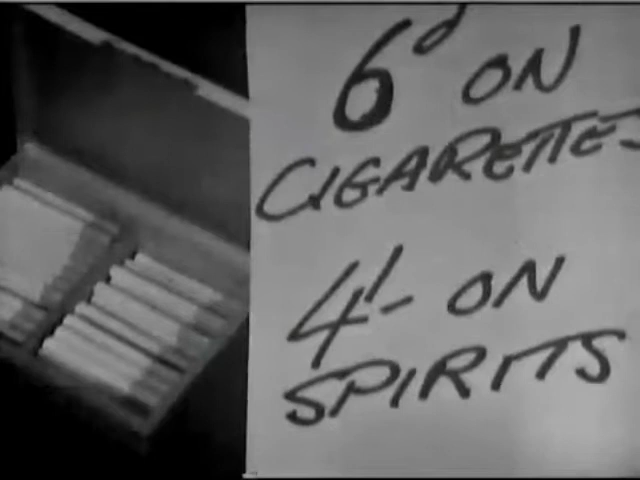 6d ON
CIGARETTES
4/- ON
SPIRITS